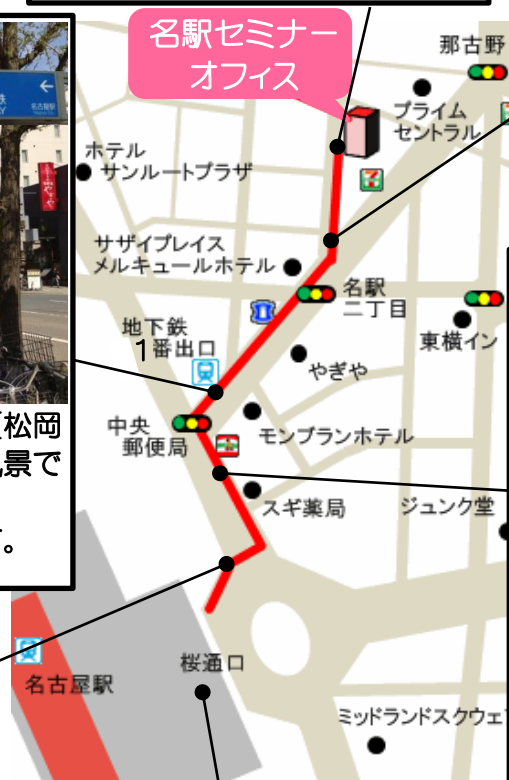 名駅セミナー
オフィス
那古野
プライム
セントラル
名古屋駅
ホテル
サンルートプラザ
サザイプレイス
メルキュールホテル
名駅
二丁目
地下鉄
1番出口
東横イン
やぎや
中央
郵便局
モンブランホテル
松岡
景で
。
スギ薬局
ジュンク堂
桜通口
名古屋駅
ミッドランドスクウェ